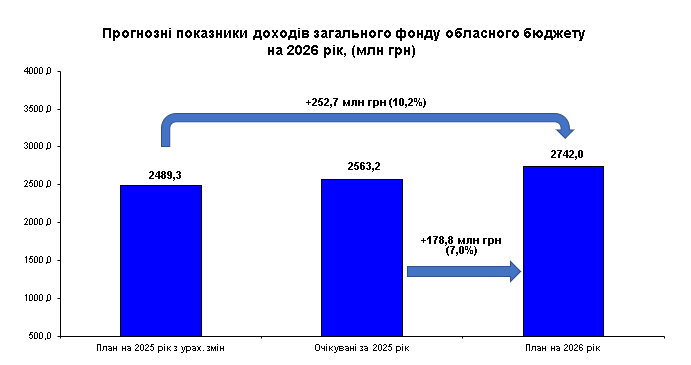 Прогнозні показники доходів загального фонду обласного бюджету
на 2026 рік, (млн грн)
4000,0
3500,0
3000,0
2500,0
2000,0
1500,0
1000,0
500,0
+252,7 млн грн (10,2%)
2489,3
2563,2
2742,0
+178,8 млн грн
(7,0%)
План на 2025 рік з урах. змін
Очікувані за 2025 рік
План на 2026 рік